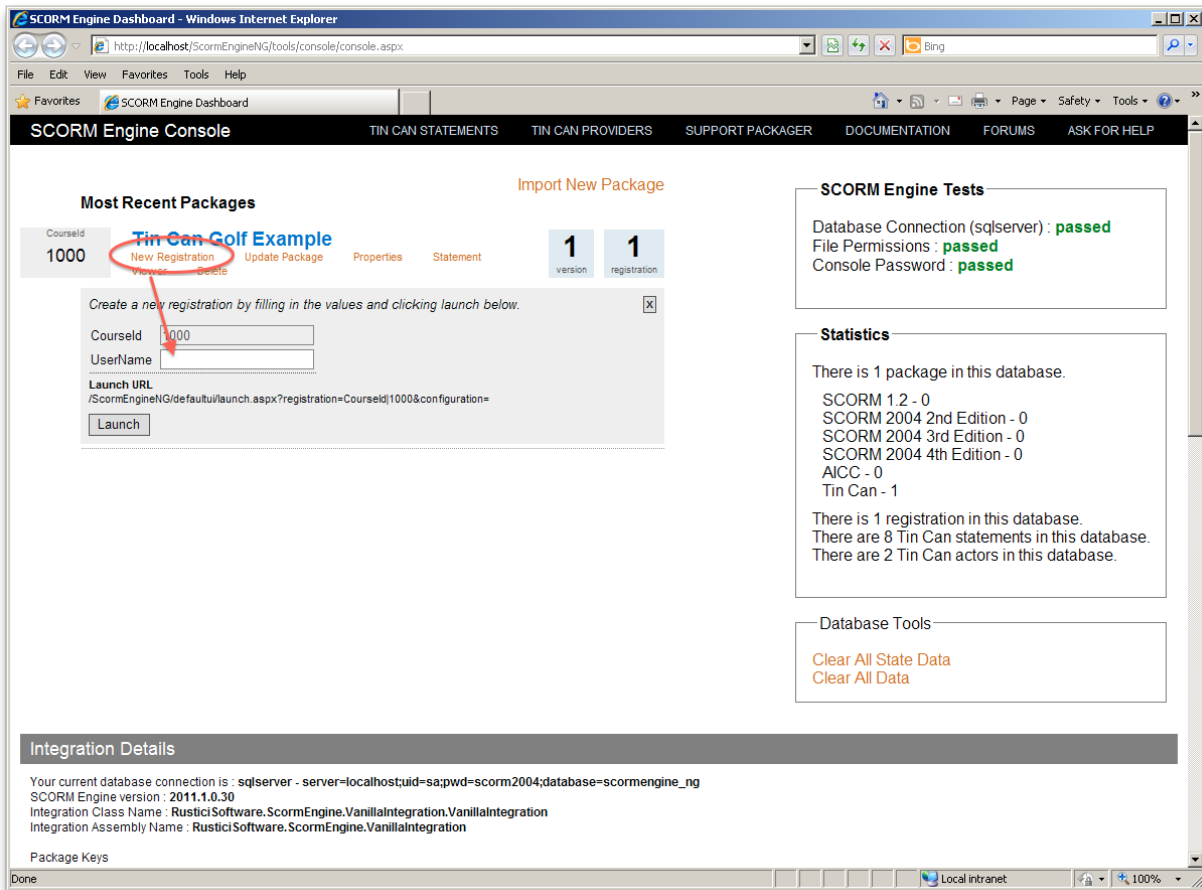 SCORM Engine Dashboard - Windows Internet Explorer
http://localhost/ScormEngineNG/tools/console/console.aspx
Bing
File Edit View Favorites Tools Help
Favorites SCORM Engine Dashboard Page Safety Tools »
SCORM Engine Console TIN CAN STATEMENTS TIN CAN PROVIDERS SUPPORT PACKAGER DOCUMENTATION FORUMS ASK FOR HELP
Import New Package
Most Recent Packages
CourseId
1000
Tin Can Golf Example
New Registration Update Package Properties Statement
Viewer Delete
1 version
1 registration
Create a new registration by filling in the values and clicking launch below. X
CourseId 1000
UserName
Launch URL
/ScormEngineNG/defaultui/launch.aspx?registration=CourseId|1000&configuration=
Launch
SCORM Engine Tests
Database Connection (sqlserver) : passed
File Permissions : passed
Console Password : passed
Statistics
There is 1 package in this database.
SCORM 1.2 - 0
SCORM 2004 2nd Edition - 0
SCORM 2004 3rd Edition - 0
SCORM 2004 4th Edition - 0
AICC - 0
Tin Can - 1
There is 1 registration in this database.
There are 8 Tin Can statements in this database.
There are 2 Tin Can actors in this database.
Database Tools
Clear All State Data
Clear All Data
Integration Details
Your current database connection is : sqlserver - server=localhost;uid=sa;pwd=scorm2004;database=scormengine_ng
SCORM Engine version : 2011.1.0.30
Integration Class Name : RusticiSoftware.ScormEngine.VanillaIntegration.VanillaIntegration
Integration Assembly Name : RusticiSoftware.ScormEngine.VanillaIntegration
Package Keys
Done Local intranet 100%